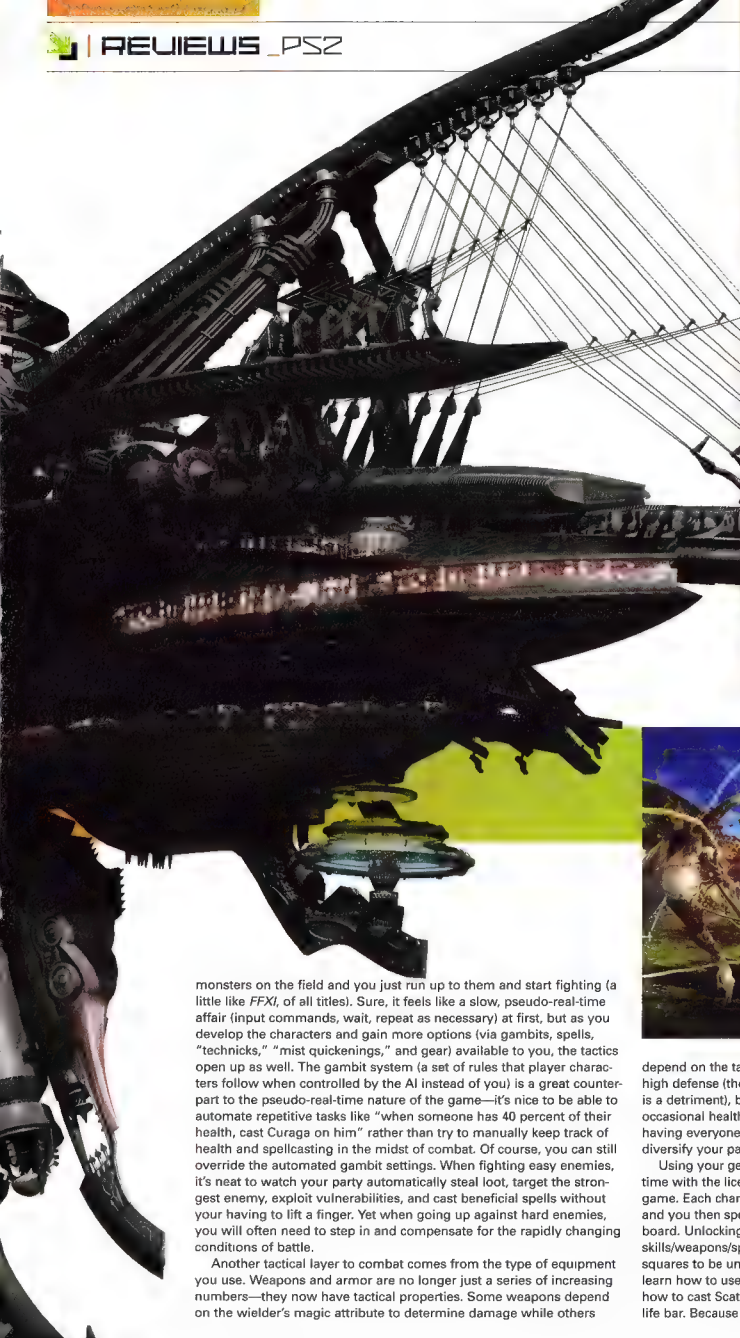 REVIEWS_PS2
monsters on the field and you just run up to them and start fighting (a
little like FFXI, of all titles). Sure, it feels like a slow, pseudo-real-time
affair (input commands, wait, repeat as necessary) at first, but as you
develop the characters and gain more options (via gambits, spells,
"technicks," "mist quickenings," and gear) available to you, the tactics
open up as well. The gambit system (a set of rules that player charac-
ters follow when controlled by the AI instead of you) is a great counter-
part to the pseudo-real-time nature of the game—it's nice to be able to
automate repetitive tasks like "when someone has 40 percent of their
health, cast Curaga on him" rather than try to manually keep track of
health and spellcasting in the midst of combat. Of course, you can still
override the automated gambit settings. When fighting easy enemies,
it's neat to watch your party automatically steal loot, target the stron-
gest enemy, exploit vulnerabilities, and cast beneficial spells without
your having to lift a finger. Yet when going up against hard enemies,
you will often need to step in and compensate for the rapidly changing
conditions of battle.
Another tactical layer to combat comes from the type of equipment
you use. Weapons and armor are no longer just a series of increasing
numbers—they now have tactical properties. Some weapons depend
on the wielder's magic attribute to determine damage while others
depend on the ta
high defense (the
is a detriment), b
occasional health
having everyone
diversify your pa
Using your ge
time with the lice
game. Each char
and you then spe
board. Unlocking
skills/weapons/sp
squares to be un
learn how to use
how to cast Scat
life bar. Because